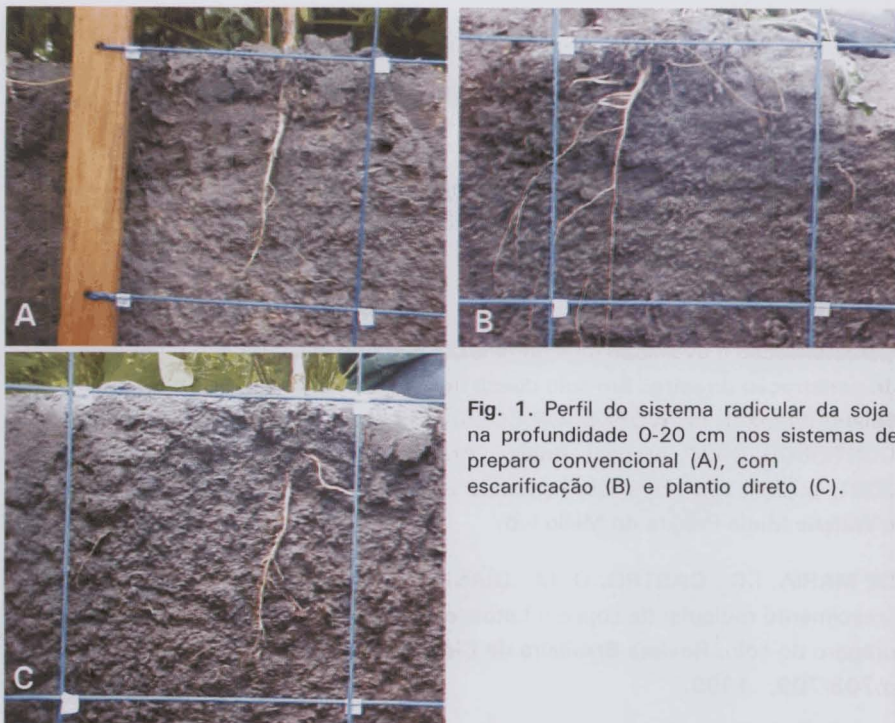 A
B
C
Fig. 1. Perfil do sistema radicular da soja
na profundidade 0-20 cm nos sistemas de
preparo convencional (A), com
escarificação (B) e plantio direto (C).